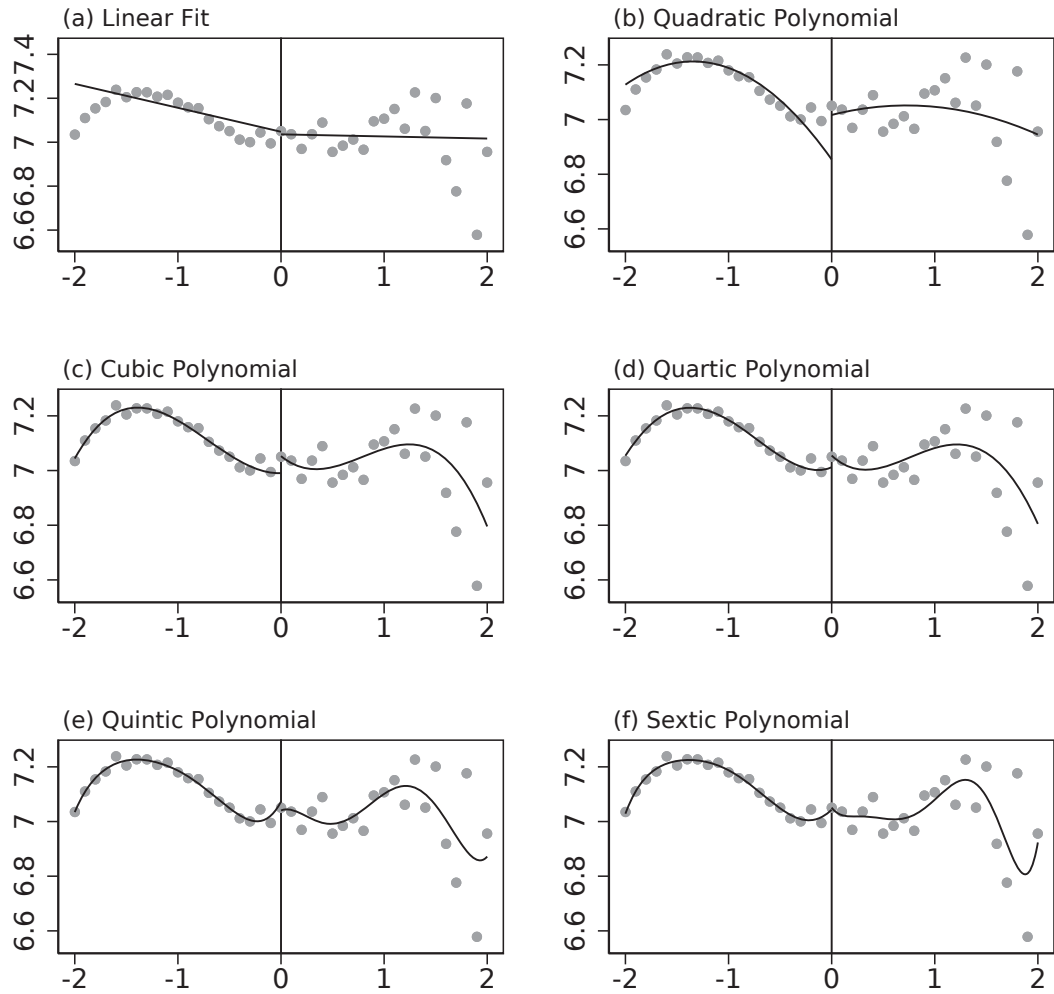 (a) Linear Fit
7.4
7.2
7
6.8
6.6
-2 -1 0 1 2
(b) Quadratic Polynomial
7.2
7
6.8
6.6
-2 -1 0 1 2
(c) Cubic Polynomial
7.2
7
6.8
6.6
-2 -1 0 1 2
(d) Quartic Polynomial
7.2
7
6.8
6.6
-2 -1 0 1 2
(e) Quintic Polynomial
7.2
7
6.8
6.6
-2 -1 0 1 2
(f) Sextic Polynomial
7.2
7
6.8
6.6
-2 -1 0 1 2